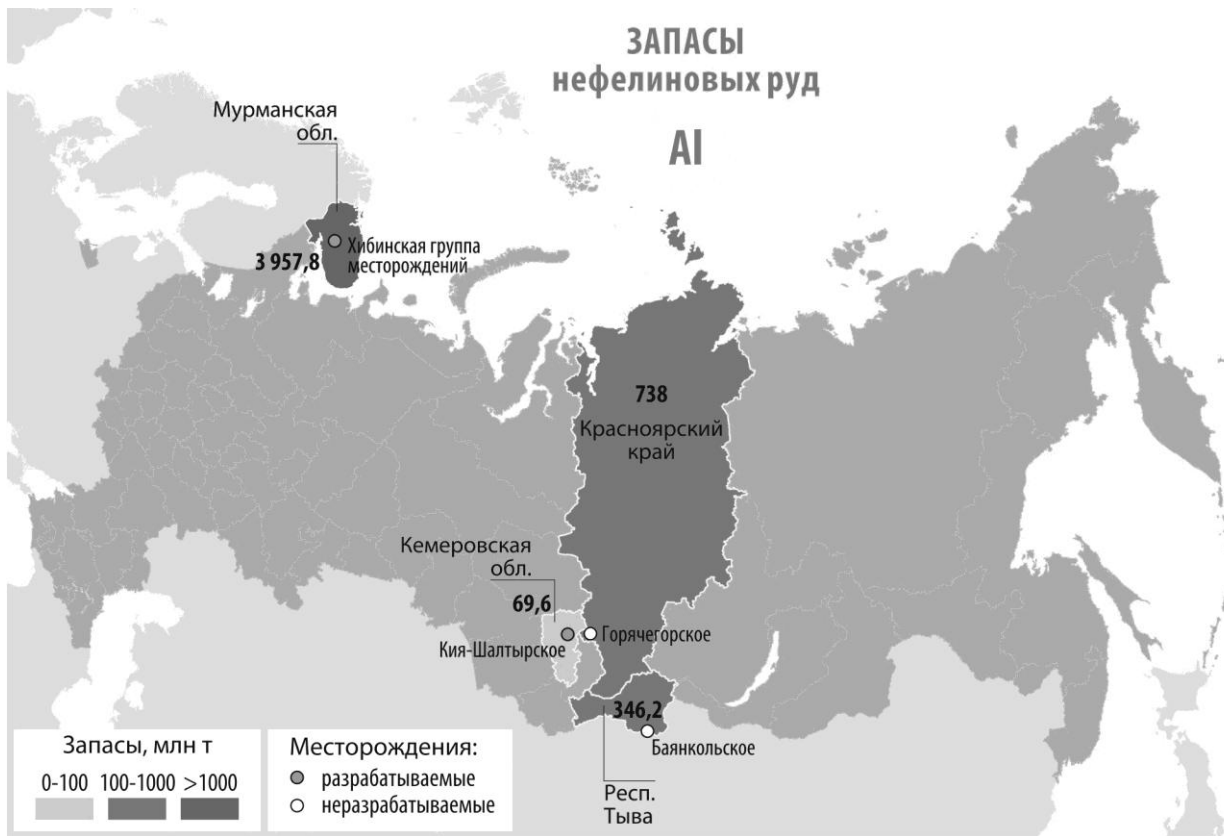 ЗАПАСЫ
нефелиновых руд
Al
Мурманская
обл.
Хибинская группа
месторождений
3 957,8
738
Красноярский
край
Кемеровская
обл.
69,6
Кия-Шалтырское
Горячегорское
346,2
Баянкольское
Респ.
Тыва
Запасы, млн т
0-100 100-1000 >1000
Месторождения:
разрабатываемые
неразрабатываемые